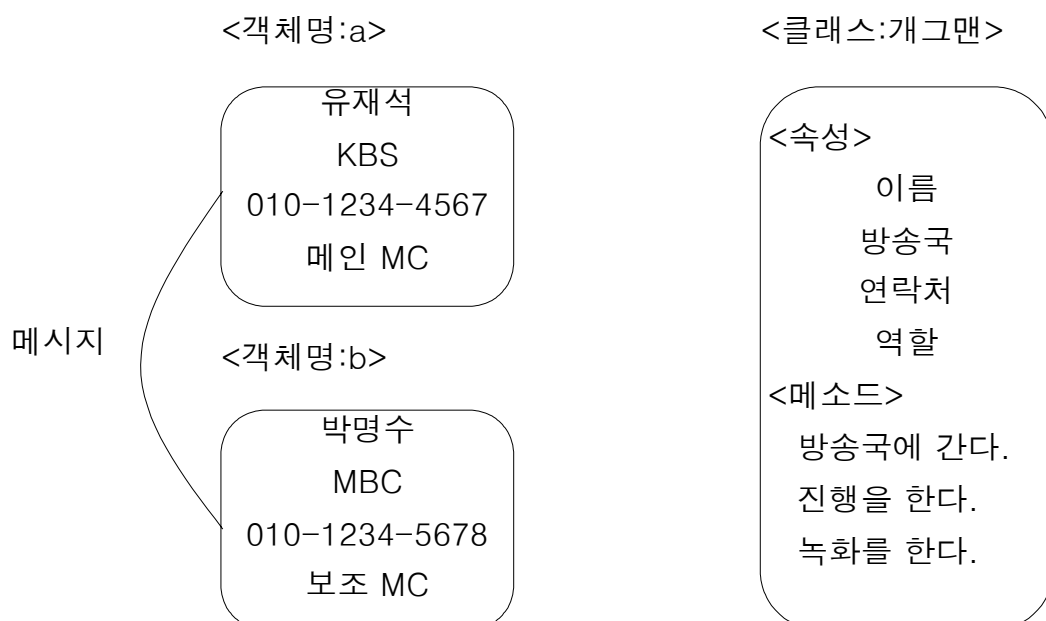 <객체명:a>
유재석
KBS
010-1234-4567
메인 MC
메시지
<객체명:b>
박명수
MBC
010-1234-5678
보조 MC
<클래스:개그맨>
<속성>
이름
방송국
연락처
역할
<메소드>
방송국에 간다.
진행을 한다.
녹화를 한다.